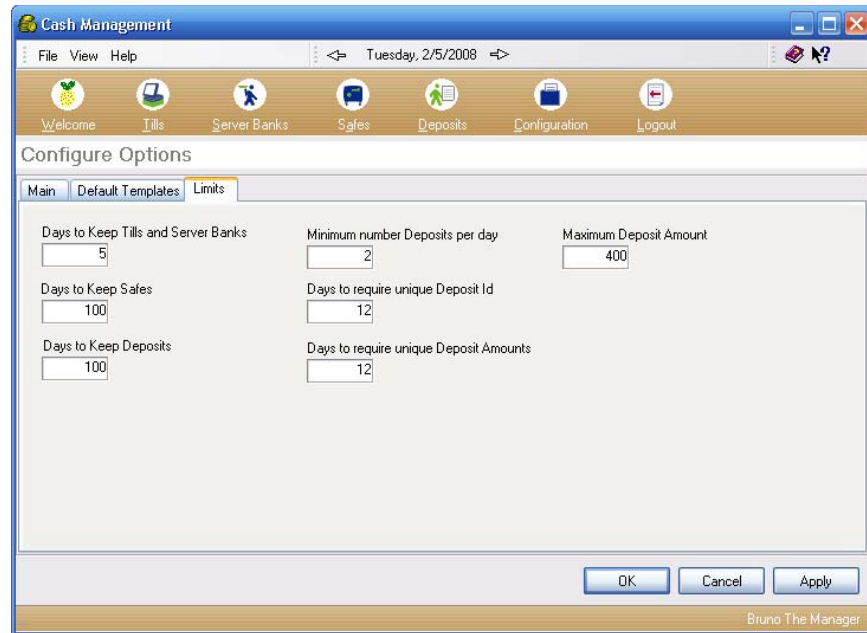 Cash Management
File View Help
Tuesday, 2/5/2008
Welcome Tills Server Banks Safes Deposits Configuration Logout
Configure Options
Main Default Templates Limits
Days to Keep Tills and Server Banks Minimum number Deposits per day Maximum Deposit Amount
5 2 400
Days to Keep Safes Days to require unique Deposit Id
100 12
Days to Keep Deposits Days to require unique Deposit Amounts
100 12
OK Cancel Apply
Bruno The Manager